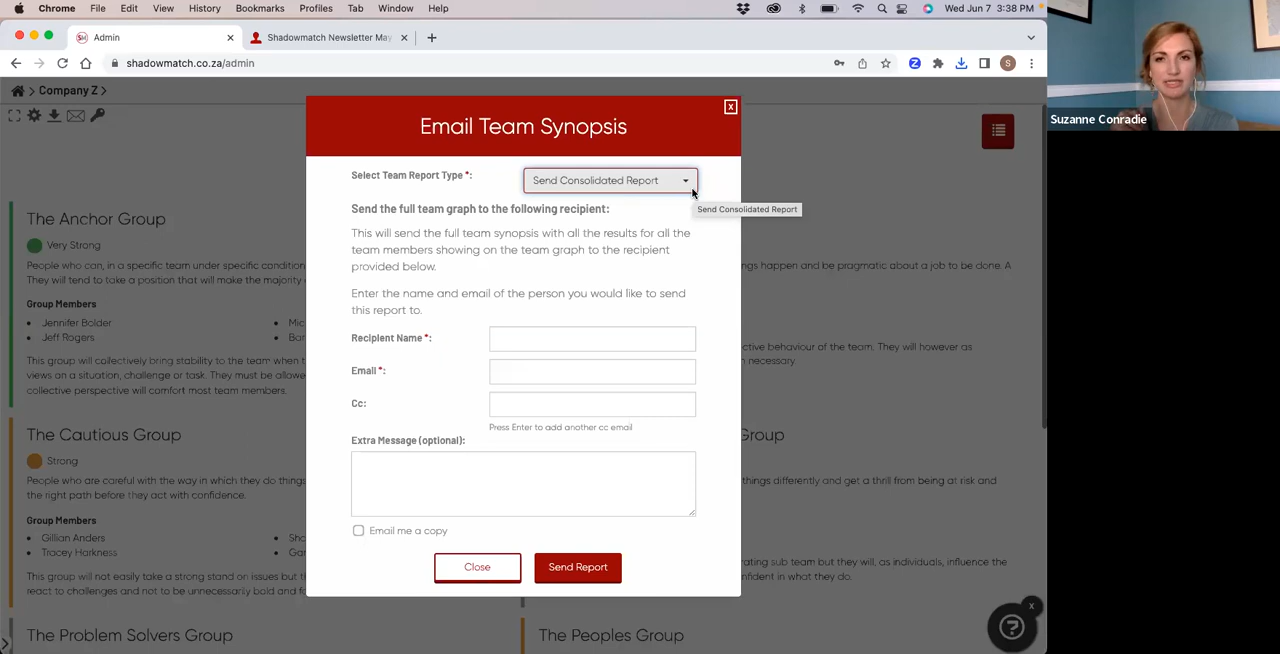 Chrome File Edit View History Bookmarks Profiles Tab Window Help Wed Jun 7 3:38 PM
Admin Shadowmatch Newsletter May
shadowmatch.co.za/admin
S
Company Z
Suzanne Conradie
Email Team Synopsis
X
Select Team Report Type *:
Send Consolidated Report
Send Consolidated Report
Send the full team graph to the following recipient:
This will send the full team synopsis with all the results for all the
team members showing on the team graph to the recipient
provided below.
Enter the name and email of the person you would like to send
this report to.
Recipient Name *:
Email *:
Cc:
Press Enter to add another cc email
Extra Message (optional):
Email me a copy
Close
Send Report
The Anchor Group
Very Strong
People who can, in a specific team under specific condition
They will tend to take a position that will make the majority
Group Members
Jennifer Bolder
Mic
Jeff Rogers
Bar
This group will collectively bring stability to the team when
views on a situation, challenge or task. They must be allowe
collective perspective will comfort most team members.
ngs happen and be pragmatic about a job to be done. A
ective behaviour of the team. They will however as
necessary.
The Cautious Group
Group
Strong
People who are careful with the way in which they do things
the right path before they act with confidence.
Group Members
Gillian Anders
Sha
Tracey Harkness
Gar
This group will not easily take a strong stand on issues but
react to challenges and not to be unnecessarily bold and
things differently and get a thrill from being at risk and
rating sub team but they will, as individuals, influence the
nfident in what they do.
The Problem Solvers Group
The Peoples Group
x
?